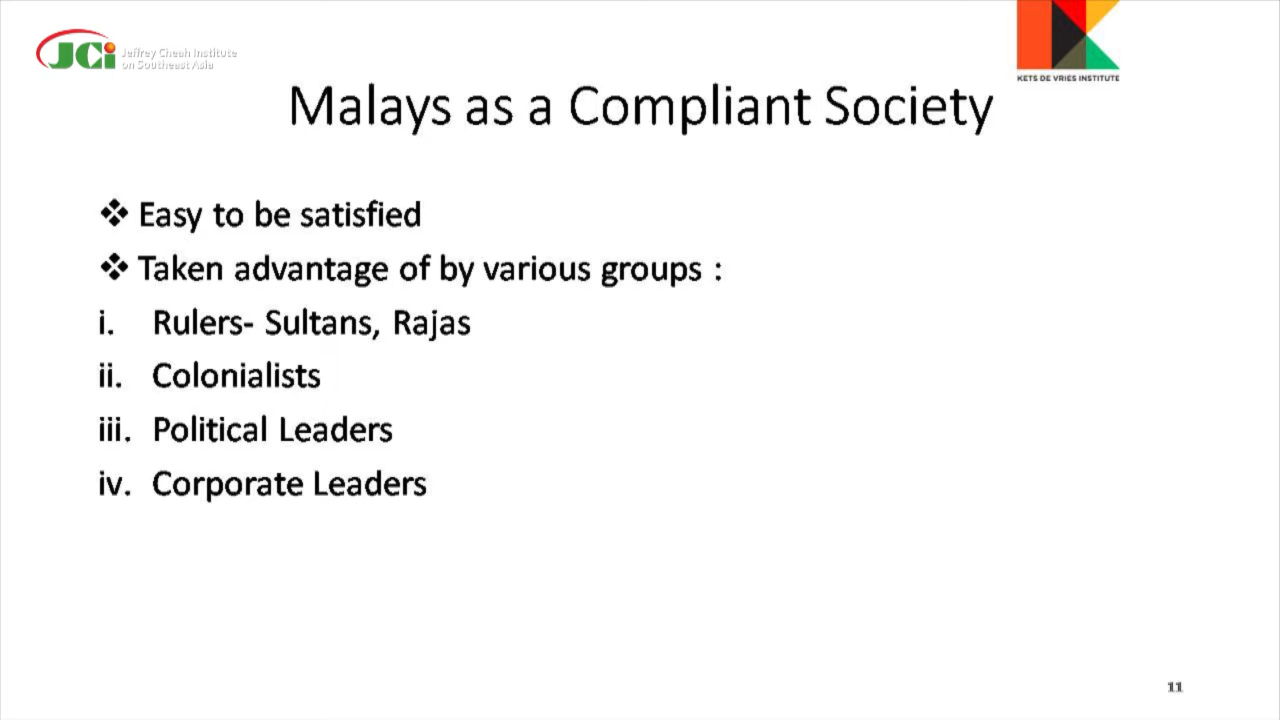 JCi Jeffrey Cheah Institute
on Southeast Asia
KETS DE VRIES INSTITUTE
Malays as a Compliant Society
❖ Easy to be satisfied
❖ Taken advantage of by various groups :
i. Rulers- Sultans, Rajas
ii. Colonialists
iii. Political Leaders
iv. Corporate Leaders
11